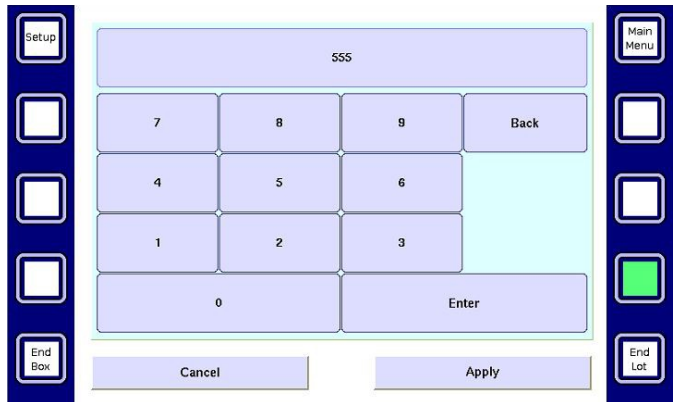 Setup
555
Main
Menu
7 8 9 Back
4 5 6
1 2 3
0 Enter
End
Box
Cancel Apply
End
Lot